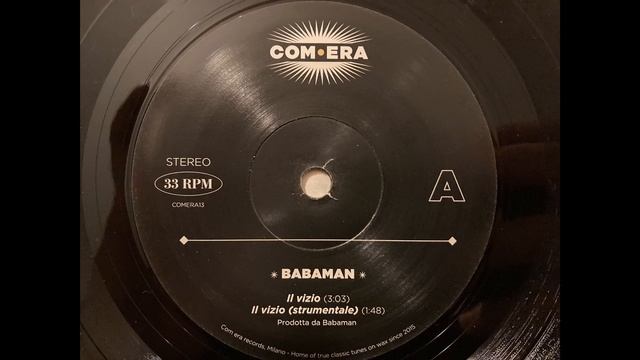 COM•ERA
STEREO
33 RPM
COMERA13
A
* BABAMAN *
Il vizio (3:03)
Il vizio (strumentale) (1:48)
Prodotta da Babaman
Com era records, Milano - Home of true classic tunes on wax since 2015